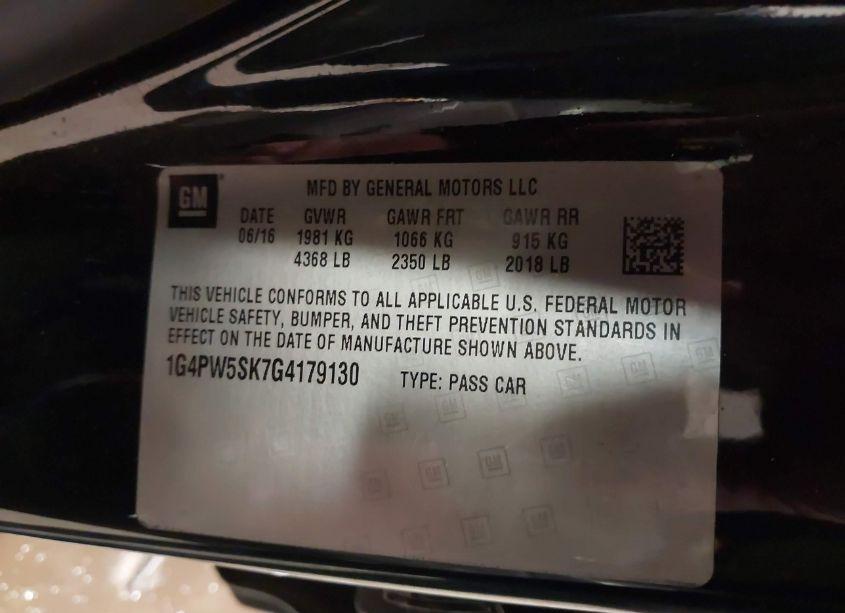 GM
MFD BY GENERAL MOTORS LLC
DATE GVWR GAWR FRT GAWR RR
06/16 1981 KG 1066 KG 915 KG
4368 LB 2350 LB 2018 LB
THIS VEHICLE CONFORMS TO ALL APPLICABLE U.S. FEDERAL MOTOR
VEHICLE SAFETY, BUMPER, AND THEFT PREVENTION STANDARDS IN
EFFECT ON THE DATE OF MANUFACTURE SHOWN ABOVE.
1G4PW5SK7G4179130 TYPE: PASS CAR